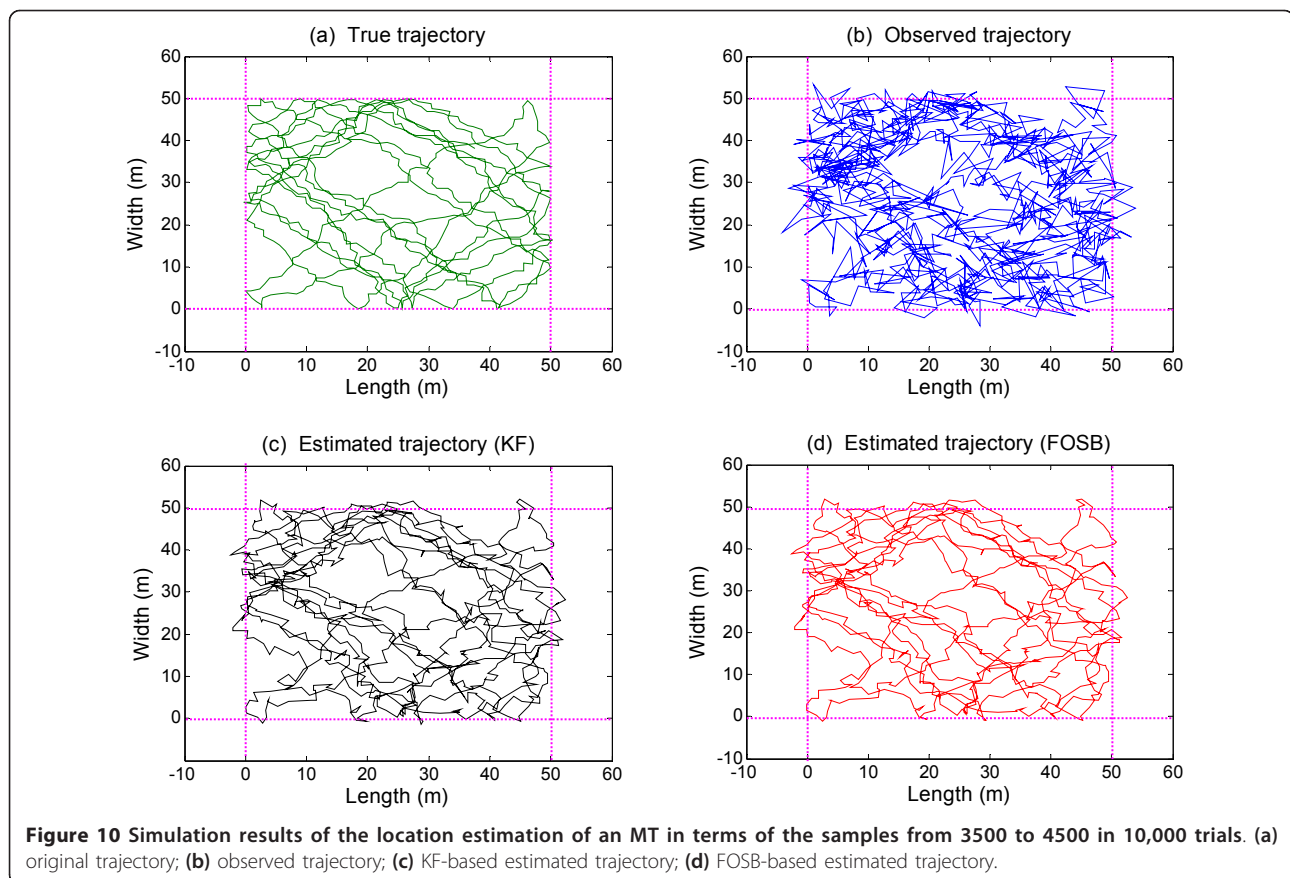 (a) True trajectory
60
50
40
30
20
10
0
-10
Width (m)
-10 0 10 20 30 40 50 60
Length (m)
(b) Observed trajectory
60
50
40
30
20
10
0
-10
Width (m)
-10 0 10 20 30 40 50 60
Length (m)
(c) Estimated trajectory (KF)
60
50
40
30
20
10
0
Width (m)
-10 0 10 20 30 40 50 60
Length (m)
(d) Estimated trajectory (FOSB)
60
50
40
30
20
10
0
-10
Width (m)
-10 0 10 20 30 40 50 60
Length (m)
Figure 10 Simulation results of the location estimation of an MT in terms of the samples from 3500 to 4500 in 10,000 trials. (a)
original trajectory; (b) observed trajectory; (c) KF-based estimated trajectory; (d) FOSB-based estimated trajectory.